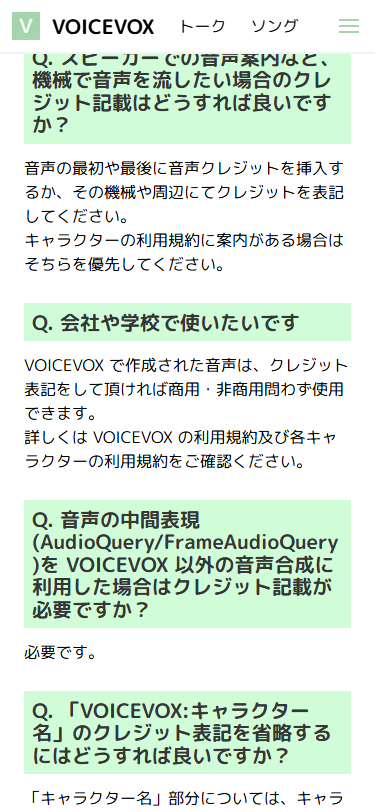 V VOICEVOX トーク ソング
Q. スピーカーでの音声案内など、
機械で音声を流したい場合のクレ
ジット記載はどうすれば良いです
か？
音声の最初や最後に音声クレジットを挿入す
るか、その機械や周辺にてクレジットを表記
してください。
キャラクターの利用規約に案内がある場合は
そちらを優先してください。
Q. 会社や学校で使いたいです
VOICEVOX で作成された音声は、クレジット
表記をして頂ければ商用・非商用問わず使用
できます。
詳しくは VOICEVOX の利用規約及び各キャ
ラクターの利用規約をご確認ください。
Q. 音声の中間表現
(AudioQuery/FrameAudioQuery
)を VOICEVOX 以外の音声合成に
利用した場合はクレジット記載が
必要ですか？
必要です。
Q. 「VOICEVOX:キャラクター
名」のクレジット表記を省略する
にはどうすれば良いですか？
「キャラクター名」部分については、キャラ